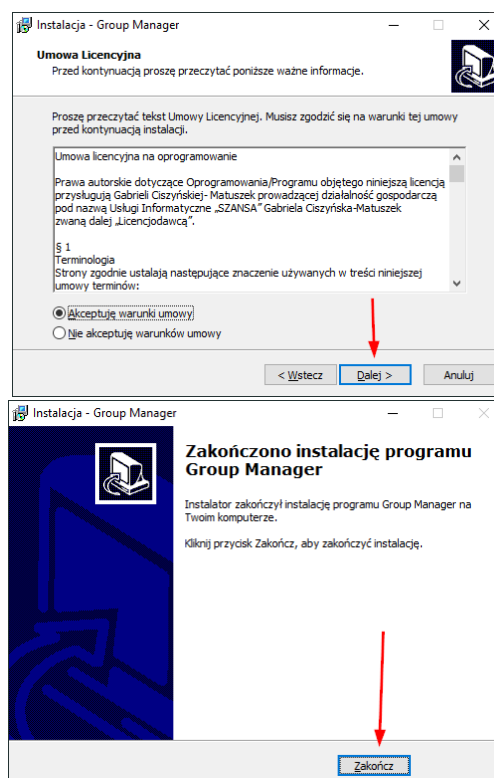 Instalacja - Group Manager
Umowa Licencyjna
Przed kontynuacją proszę przeczytać poniższe ważne informacje.
Proszę przeczytać tekst Umowy Licencyjnej. Musisz zgodzić się na warunki tej umowy
przed kontynuacją instalacji.
Umowa licencyjna na oprogramowanie
Prawa autorskie dotyczące Oprogramowania/Programu objętego niniejszą licencją
przysługują Gabrieli Ciszyńskiej- Matuszek prowadzącej działalność gospodarczą
pod nazwą Usługi Informatyczne „SZANSA” Gabriela Ciszyńska-Matuszek
zwaną dalej „Licencjodawcą”.
§ 1
Terminologia
Strony zgodnie ustalają następujące znaczenie używanych w treści niniejszej
umowy terminów:
Akceptuję warunki umowy
Nie akceptuję warunków umowy
< Wstecz Dalej > Anuluj
Instalacja - Group Manager
Zakończono instalację programu
Group Manager
Instalator zakończył instalację programu Group Manager na
Twoim komputerze.
Kliknij przycisk Zakończ, aby zakończyć instalację.
Zakończ